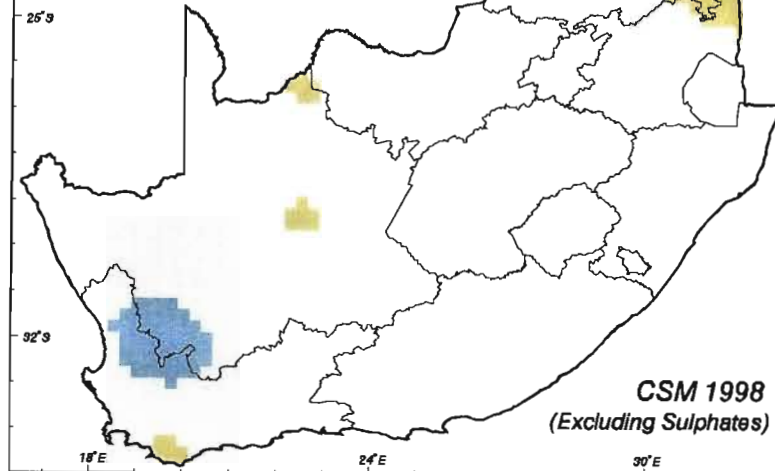 25°S
32°S
CSM 1998
(Excluding Sulphates)
18°E
24°E
30°E